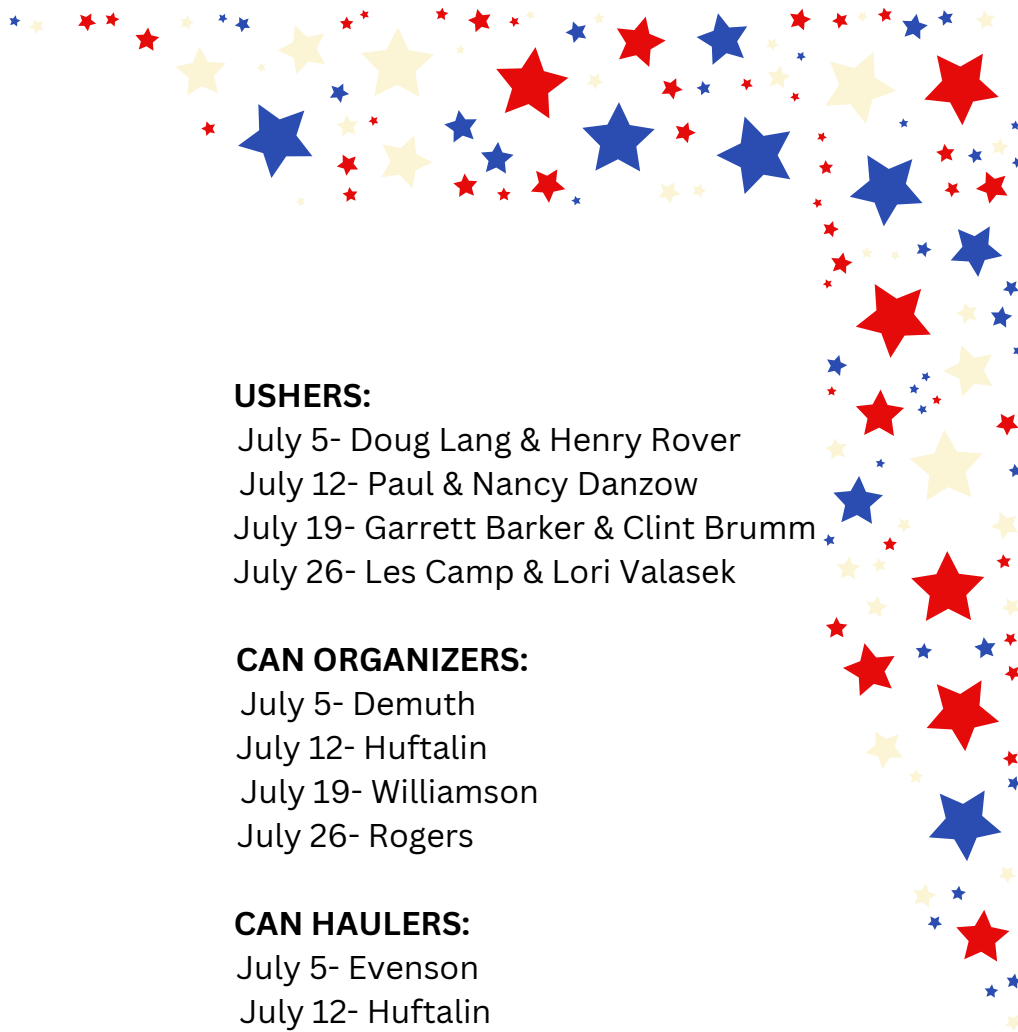 USHERS:
July 5- Doug Lang & Henry Rover
July 12- Paul & Nancy Danzow
July 19- Garrett Barker & Clint Brumm
July 26- Les Camp & Lori Valasek
CAN ORGANIZERS:
July 5- Demuth
July 12- Huftalin
July 19- Williamson
July 26- Rogers
CAN HAULERS:
July 5- Evenson
July 12- Huftalin